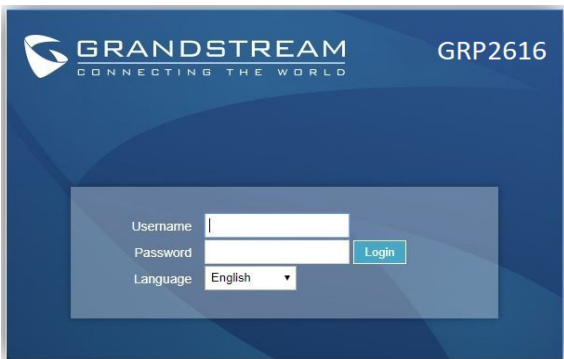 GRANDSTREAM
CONNECTING THE WORLD
GRP2616
Username
Password
Login
Language
English